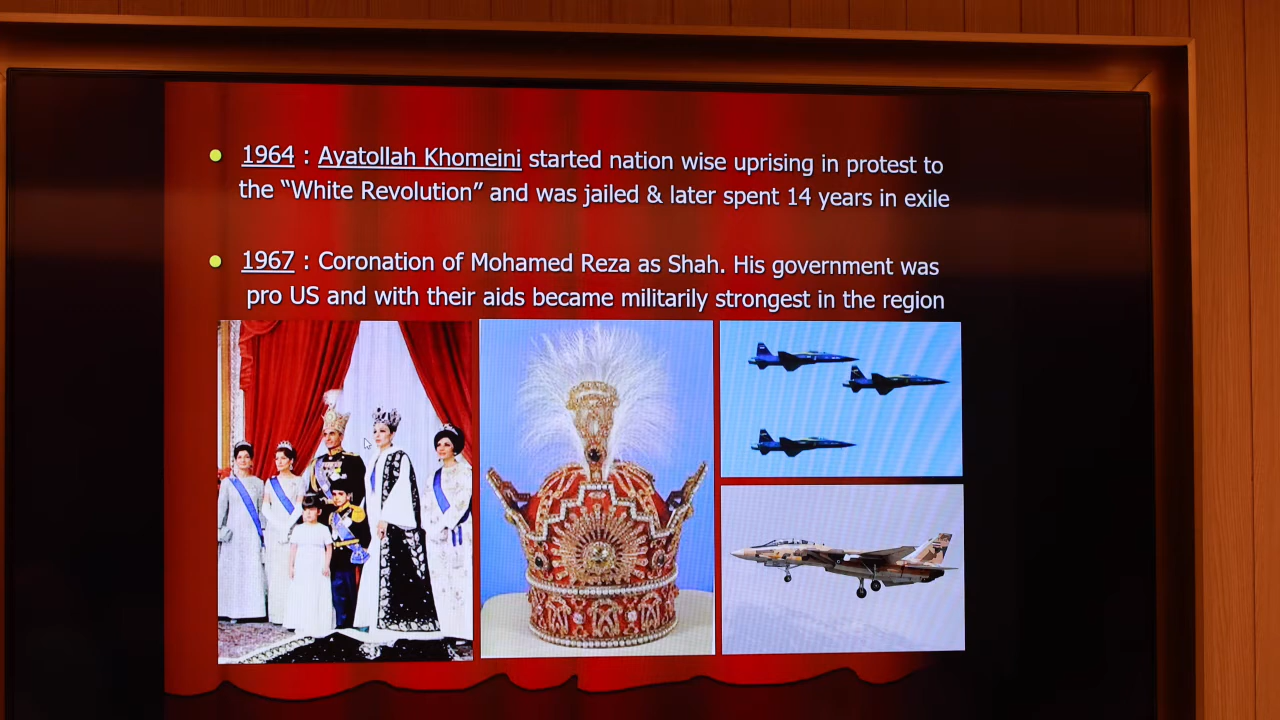 1964 : Ayatollah Khomeini started nation wise uprising in protest to
the “White Revolution” and was jailed & later spent 14 years in exile
1967 : Coronation of Mohamed Reza as Shah. His government was
pro US and with their aids became militarily strongest in the region